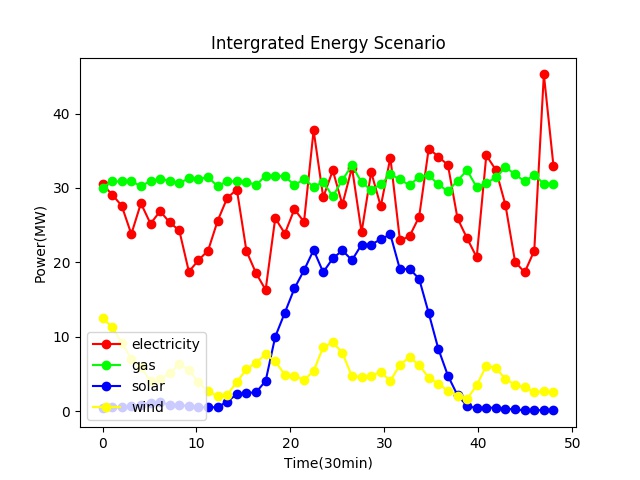 Intergrated Energy Scenario
Power(MW)
40
30
20
10
0
electricity
gas
solar
wind
0 10 20 30 40 50
Time(30min)